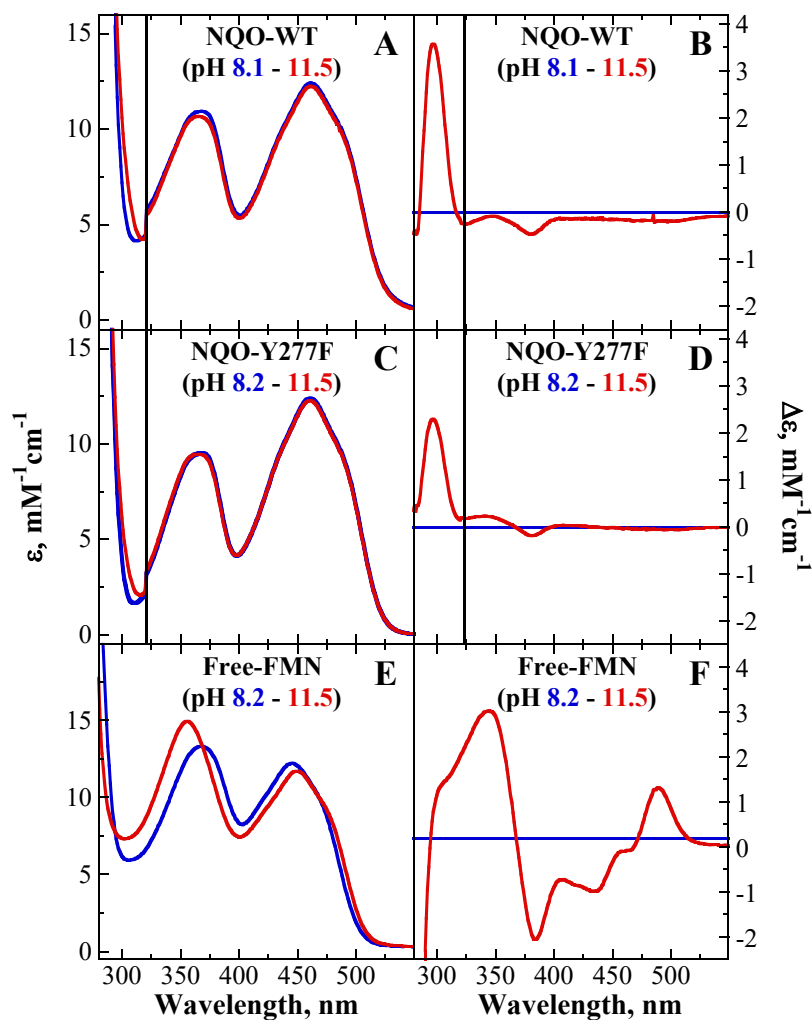 NQO-WT
(pH 8.1 - 11.5)
A
15
10
5
0
NQO-WT
(pH 8.1 - 11.5)
B
4
3
2
1
0
-1
-2
NQO-Y277F
(pH 8.2 - 11.5)
C
15
10
5
0
NQO-Y277F
(pH 8.2 - 11.5)
D
4
3
2
1
0
-1
-2
Free-FMN
(pH 8.2 - 11.5)
E
15
10
5
0
Free-FMN
(pH 8.2 - 11.5)
F
4
3
2
1
0
-1
-2
ε, mM⁻¹cm⁻¹
Δε, mM⁻¹cm⁻¹
300 350 400 450 500
300 350 400 450 500
Wavelength, nm
Wavelength, nm